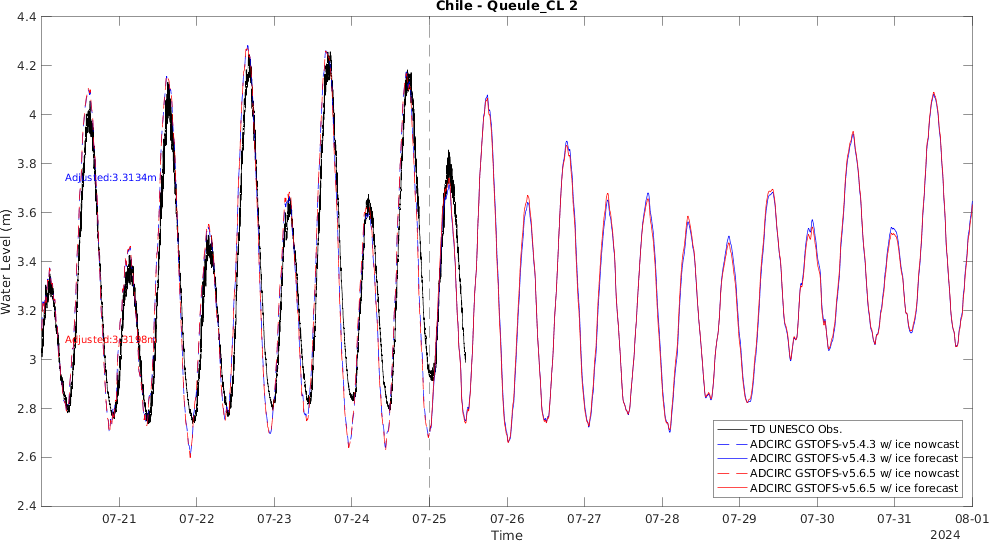 Chile - Queule_CL 2
4.4
4.2
4
3.8
3.6
3.4
3.2
3
2.8
2.6
2.4
Water Level (m)
Adjusted:3.3134m
Adjusted:3.3198m
TD UNESCO Obs.
ADCIRC GSTOFS-v5.4.3 w/ ice nowcast
ADCIRC GSTOFS-v5.4.3 w/ ice forecast
ADCIRC GSTOFS-v5.6.5 w/ ice nowcast
ADCIRC GSTOFS-v5.6.5 w/ ice forecast
07-21 07-22 07-23 07-24 07-25 07-26 07-27 07-28 07-29 07-30 07-31 08-01
Time
2024